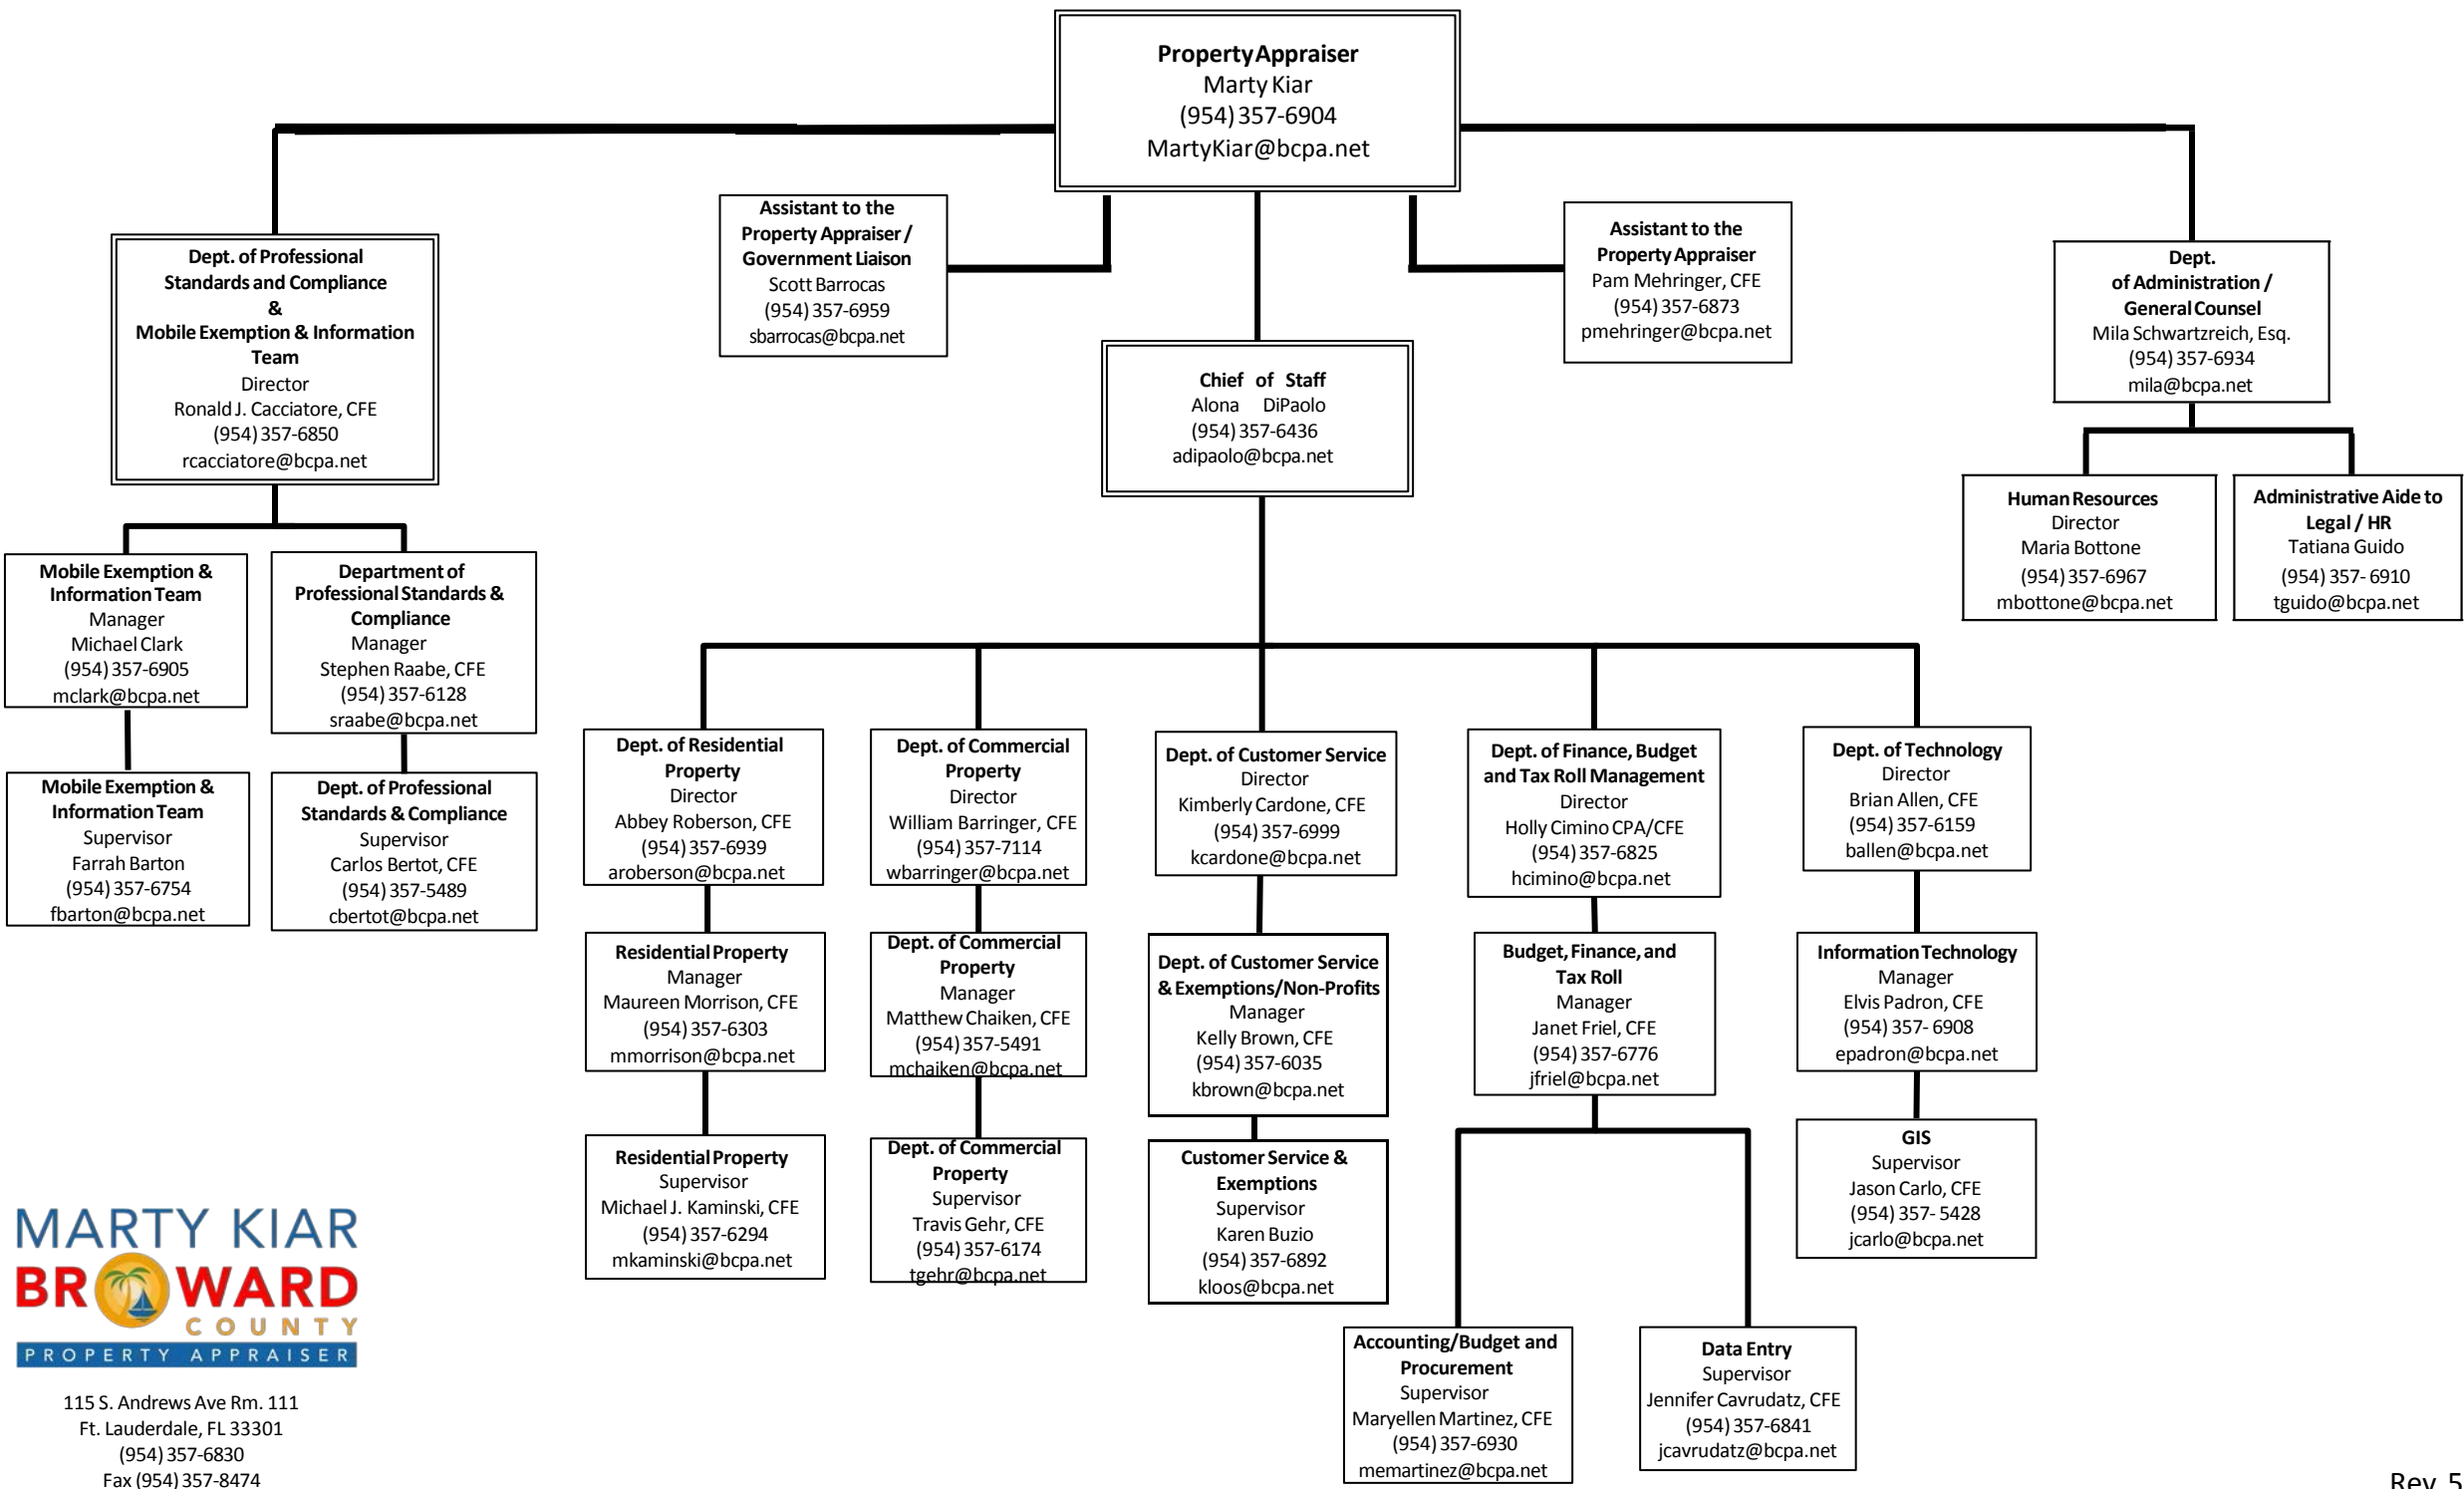 Property Appraiser
Marty Kiar
(954) 357-6904
MartyKiar@bcpa.net
Dept. of Professional
Standards and Compliance
&
Mobile Exemption & Information
Team
Director
Ronald J. Cacciatore, CFE
(954) 357-6850
rcacciatore@bcpa.net
Assistant to the
Property Appraiser /
Government Liaison
Scott Barrocas
(954) 357-6959
sbarrocas@bcpa.net
Assistant to the
Property Appraiser
Pam Mehringer, CFE
(954) 357-6873
pmehringer@bcpa.net
Dept.
of Administration /
General Counsel
Mila Schwartzreich, Esq.
(954) 357-6934
mila@bcpa.net
Chief of Staff
Alona DiPaolo
(954) 357-6436
adipaolo@bcpa.net
Human Resources
Director
Maria Bottone
(954) 357-6967
mbottone@bcpa.net
Administrative Aide to
Legal / HR
Tatiana Guido
(954) 357- 6910
tguido@bcpa.net
Mobile Exemption &
Information Team
Manager
Michael Clark
(954) 357-6905
mclark@bcpa.net
Department of
Professional Standards &
Compliance
Manager
Stephen Raabe, CFE
(954) 357-6128
sraabe@bcpa.net
Mobile Exemption &
Information Team
Supervisor
Farrah Barton
(954) 357-6754
fbarton@bcpa.net
Dept. of Professional
Standards & Compliance
Supervisor
Carlos Bertot, CFE
(954) 357-5489
cbertot@bcpa.net
Dept. of Residential
Property
Director
Abbey Roberson, CFE
(954) 357-6939
aroberson@bcpa.net
Dept. of Commercial
Property
Director
William Barringer, CFE
(954) 357-7114
wbarringer@bcpa.net
Dept. of Customer Service
Director
Kimberly Cardone, CFE
(954) 357-6999
kcardone@bcpa.net
Dept. of Finance, Budget
and Tax Roll Management
Director
Holly Cimino CPA/CFE
(954) 357-6825
hcimino@bcpa.net
Dept. of Technology
Director
Brian Allen, CFE
(954) 357-6159
ballen@bcpa.net
Residential Property
Manager
Maureen Morrison, CFE
(954) 357-6303
mmorrison@bcpa.net
Dept. of Commercial
Property
Manager
Matthew Chaiken, CFE
(954) 357-5491
mchaiken@bcpa.net
Dept. of Customer Service
& Exemptions/Non-Profits
Manager
Kelly Brown, CFE
(954) 357-6035
kbrown@bcpa.net
Budget, Finance, and
Tax Roll
Manager
Janet Friel, CFE
(954) 357-6776
jfriel@bcpa.net
Information Technology
Manager
Elvis Padron, CFE
(954) 357- 6908
epadron@bcpa.net
Residential Property
Supervisor
Michael J. Kaminski, CFE
(954) 357-6294
mkaminski@bcpa.net
Dept. of Commercial
Property
Supervisor
Travis Gehr, CFE
(954) 357-6174
tgehr@bcpa.net
Customer Service &
Exemptions
Supervisor
Karen Buzio
(954) 357-6892
kloos@bcpa.net
GIS
Supervisor
Jason Carlo, CFE
(954) 357- 5428
jcarlo@bcpa.net
Accounting/Budget and
Procurement
Supervisor
Maryellen Martinez, CFE
(954) 357-6930
memartinez@bcpa.net
Data Entry
Supervisor
Jennifer Cavrudatz, CFE
(954) 357-6841
jcavrudatz@bcpa.net
MARTY KIAR
BROWARD
COUNTY
PROPERTY APPRAISER
115 S. Andrews Ave Rm. 111
Ft. Lauderdale, FL 33301
(954) 357-6830
Fax (954) 357-8474
Rev. 5